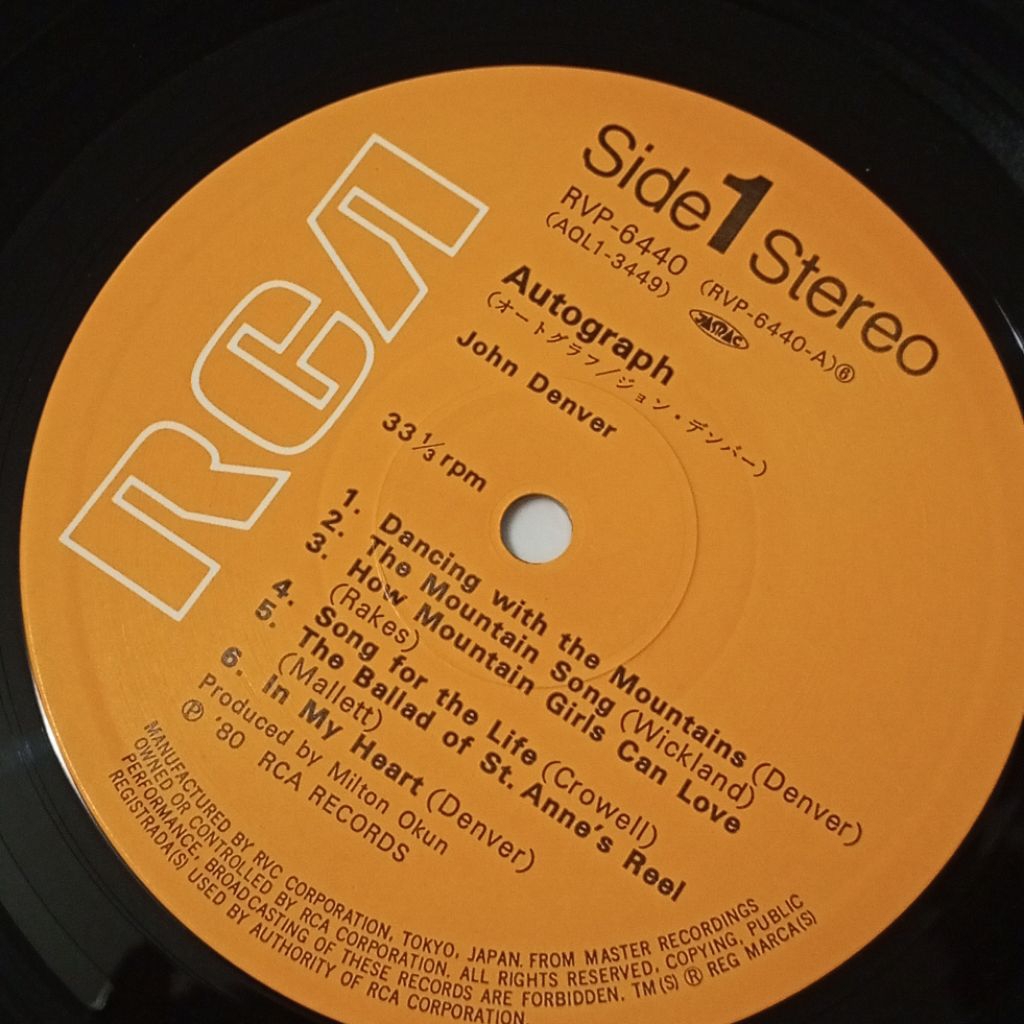 RCA
Side 1 Stereo
RVP-6440 (RVP-6440-A)⑥
(AQL1-3449) JASRAC
Autograph
(オートグラフ/ジョン・デンバー)
John Denver
33 1/3 rpm
1. Dancing with the Mountains (Denver)
2. The Mountain Song (Wickland)
3. How Mountain Girls Can Love
(Rakes)
4. Song for the Life (Crowell)
5. The Ballad of St. Anne's Reel
(Mallett)
6. In My Heart (Denver)
Produced by Milton Okun
℗ '80 RCA RECORDS
MANUFACTURED BY RVC CORPORATION, TOKYO, JAPAN. FROM MASTER RECORDINGS
OWNED OR CONTROLLED BY RCA CORPORATION. ALL RIGHTS RESERVED. COPYING, PUBLIC
PERFORMANCE, BROADCASTING OF THESE RECORDS ARE FORBIDDEN. TM(S) ® REG MARCA(S)
REGISTRADA(S) USED BY AUTHORITY OF RCA CORPORATION.